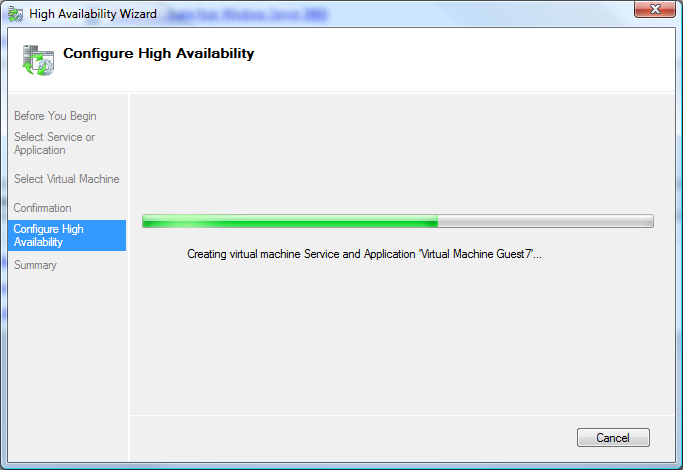 High Availability Wizard
Configure High Availability
Before You Begin
Select Service or
Application
Select Virtual Machine
Confirmation
Configure High
Availability
Summary
Creating virtual machine Service and Application 'Virtual Machine Guest7'...
Cancel